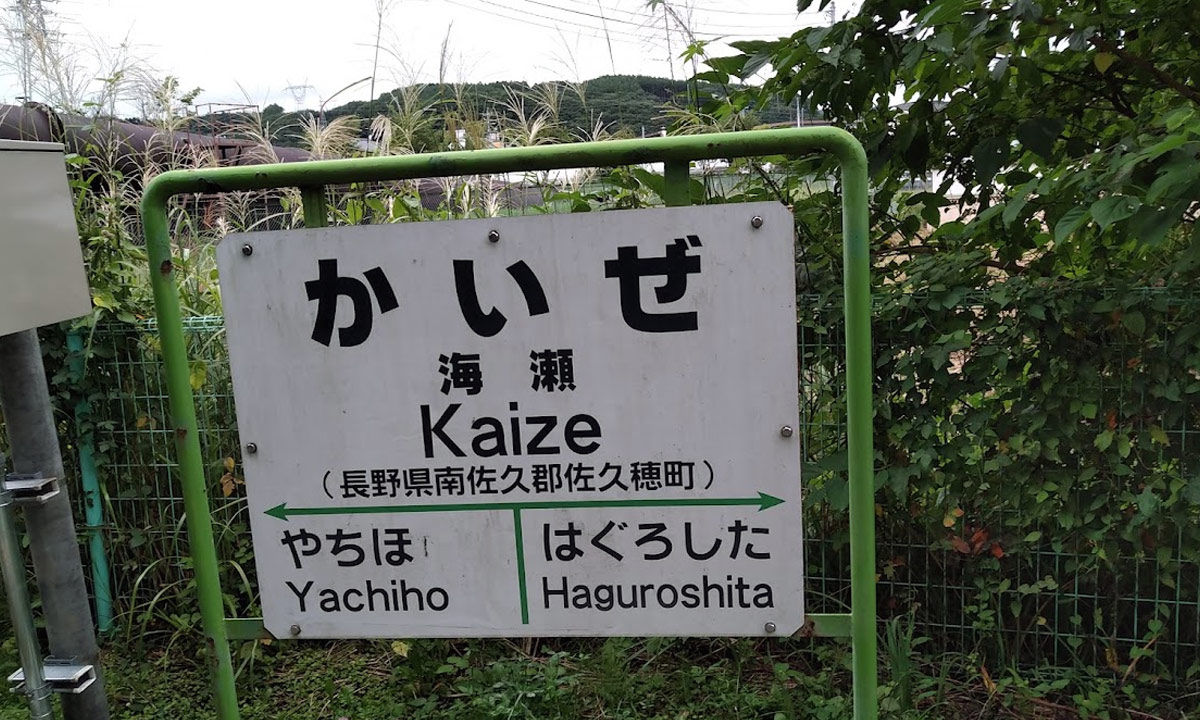 かいぜ
海瀬
Kaize
（長野県南佐久郡佐久穂町）
やちほ
Yachiho
はぐろした
Haguroshita